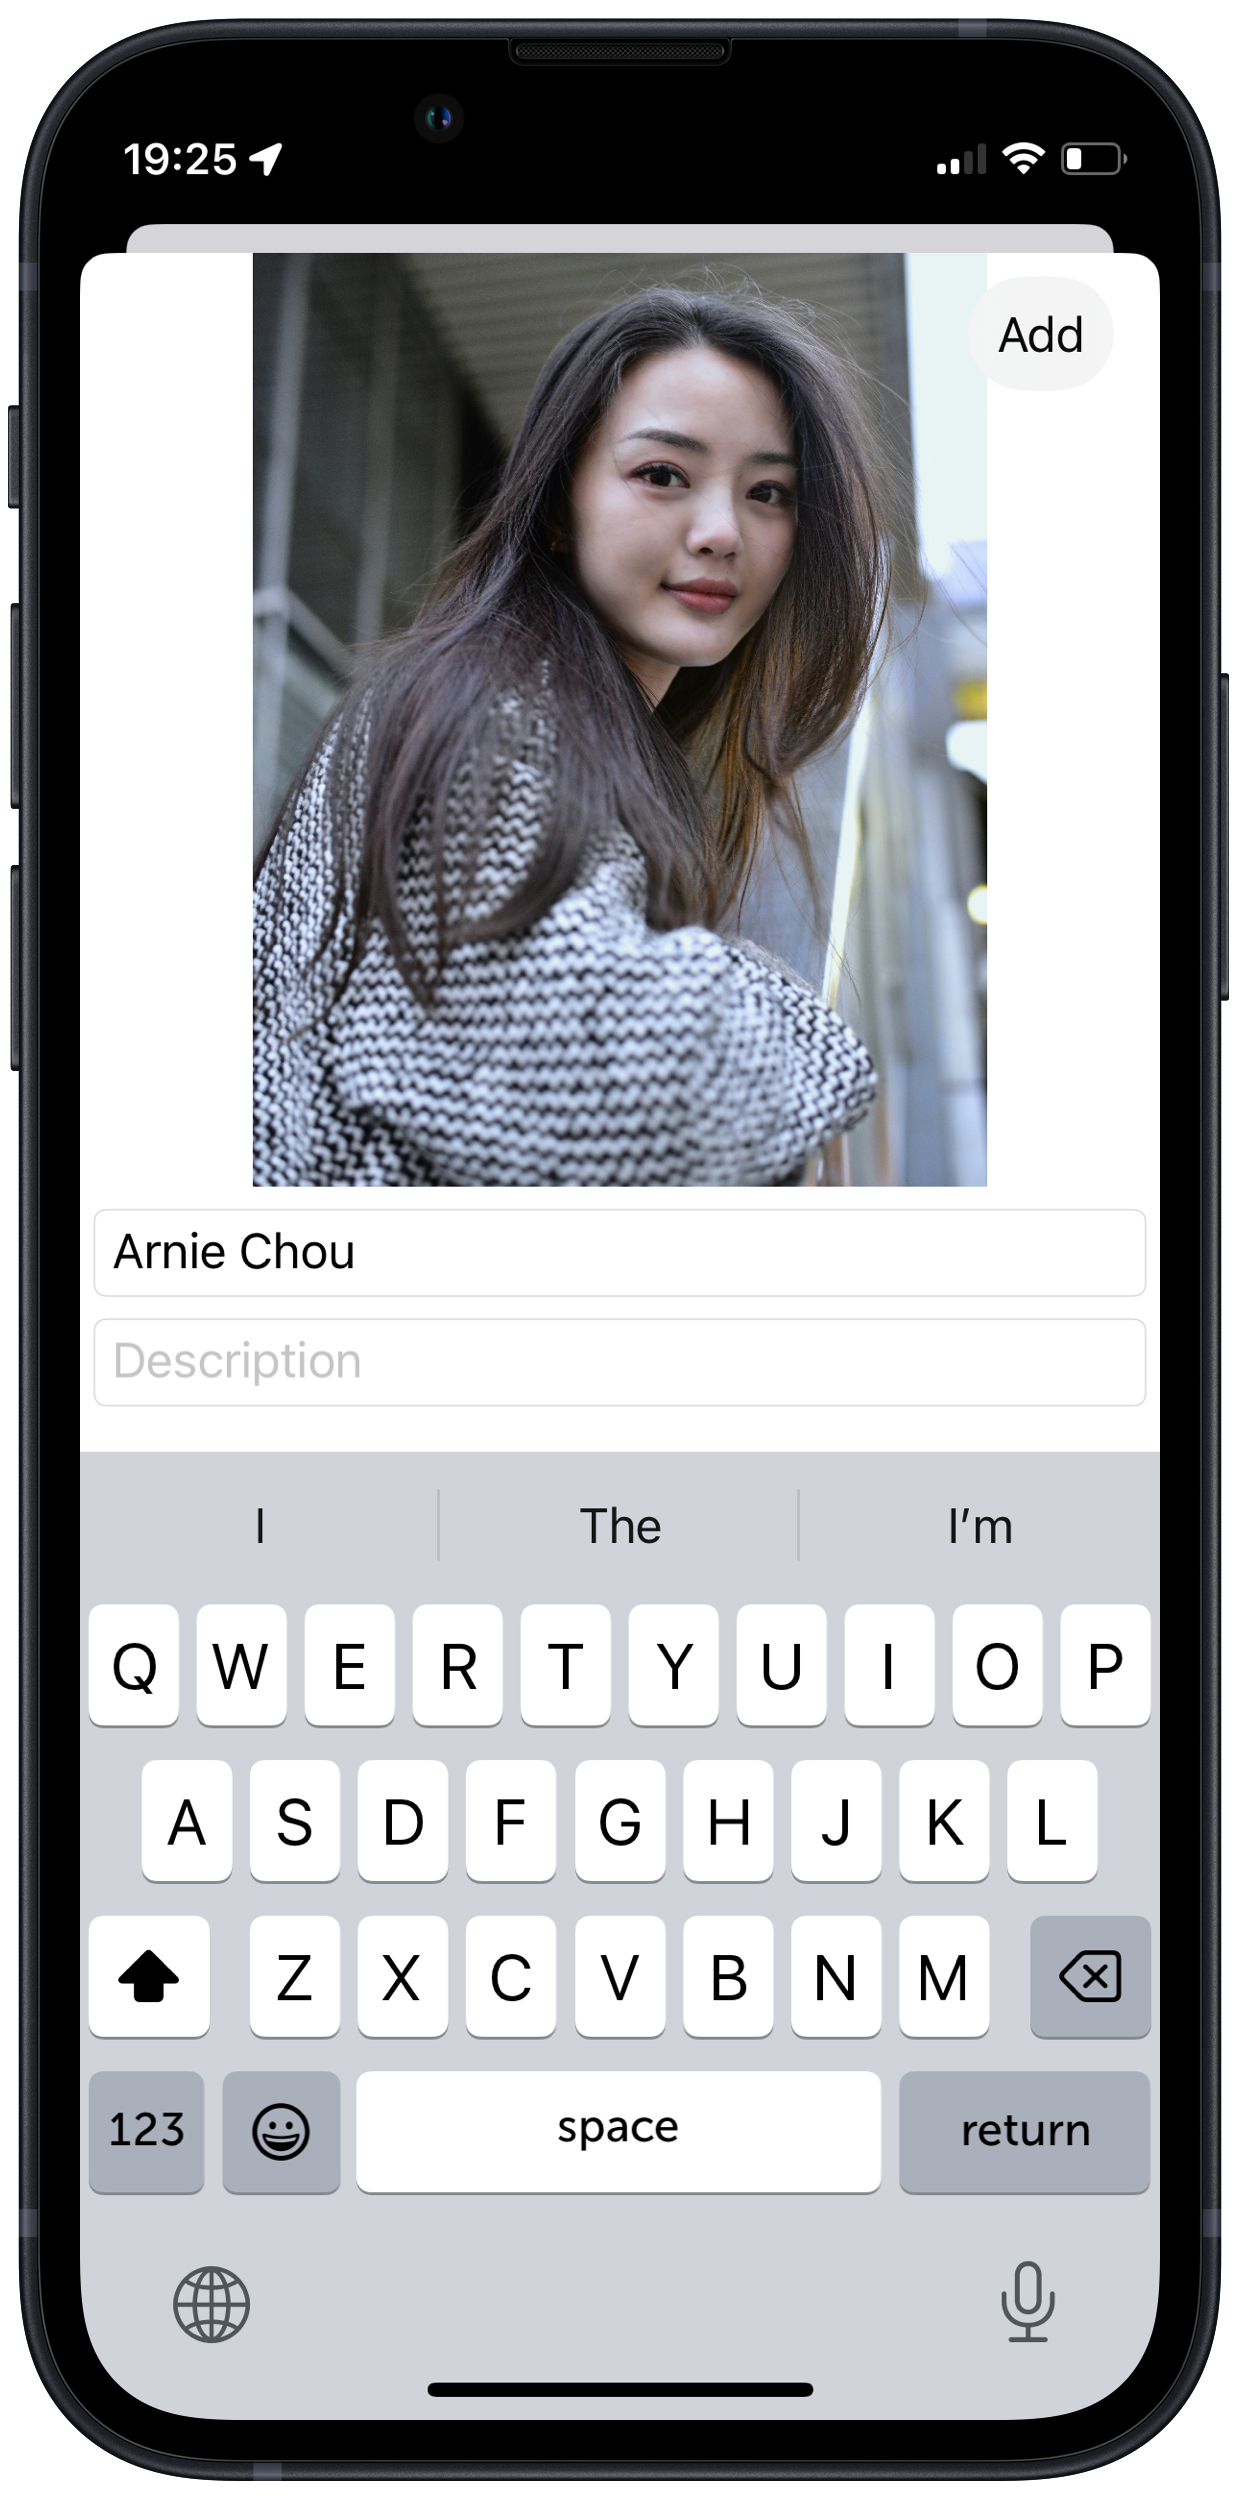 19:25
Add
Arnie Chou
Description
I The I’m
Q W E R T Y U I O P
A S D F G H J K L
Z X C V B N M
123 space return